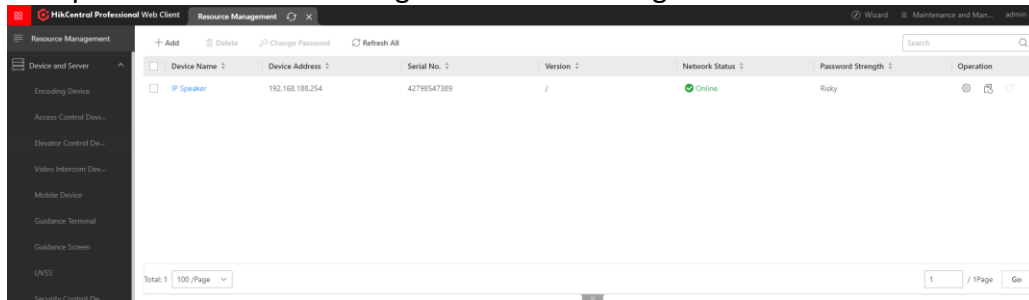 HikCentral Professional Web Client
Resource Management
Wizard
Maintenance and Man...
admin
Resource Management
Add
Delete
Change Password
Refresh All
Search
Device and Server
Device Name
Device Address
Serial No.
Version
Network Status
Password Strength
Operation
Encoding Device
IP Speaker
192.168.188.254
42798547389
/
Online
Risky
Access Control Devi...
Elevator Control De...
Video Intercom Dev...
Mobile Device
Guidance Terminal
Guidance Screen
UVSS
Total: 1
100 /Page
1
/ 1Page
Go
Security Control De...